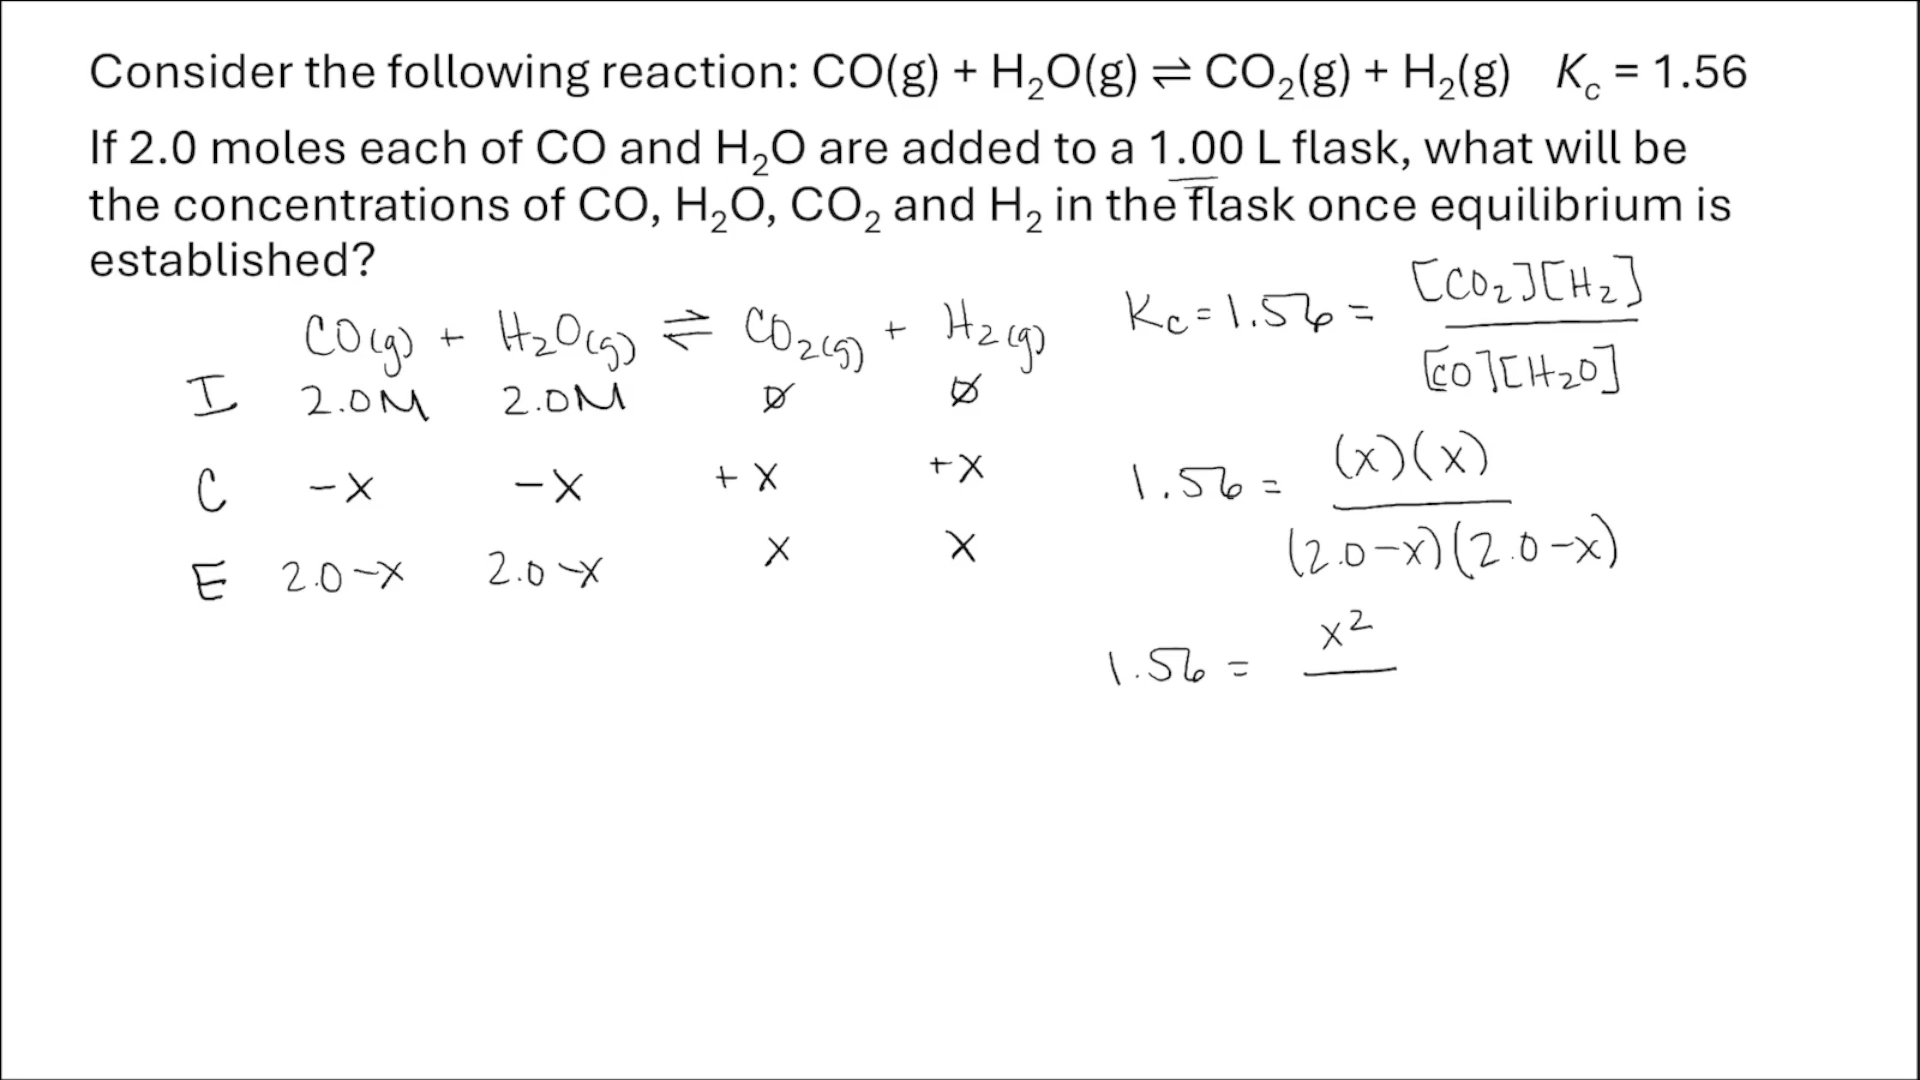 Consider the following reaction: CO(g) + H₂O(g) ⇌ CO₂(g) + H₂(g) K꜀ = 1.56
If 2.0 moles each of CO and H₂O are added to a 1.00 L flask, what will be
the concentrations of CO, H₂O, CO₂ and H₂ in the flask once equilibrium is
established?
CO(g) + H₂O(g) ⇌ CO₂(g) + H₂(g)
I 2.0M 2.0M ∅ ∅
C -x -x +x +x
E 2.0-x 2.0-x x x
Kc = 1.56 = [CO₂][H₂]
[CO][H₂O]
1.56 = (x)(x)
(2.0-x)(2.0-x)
1.56 = x²